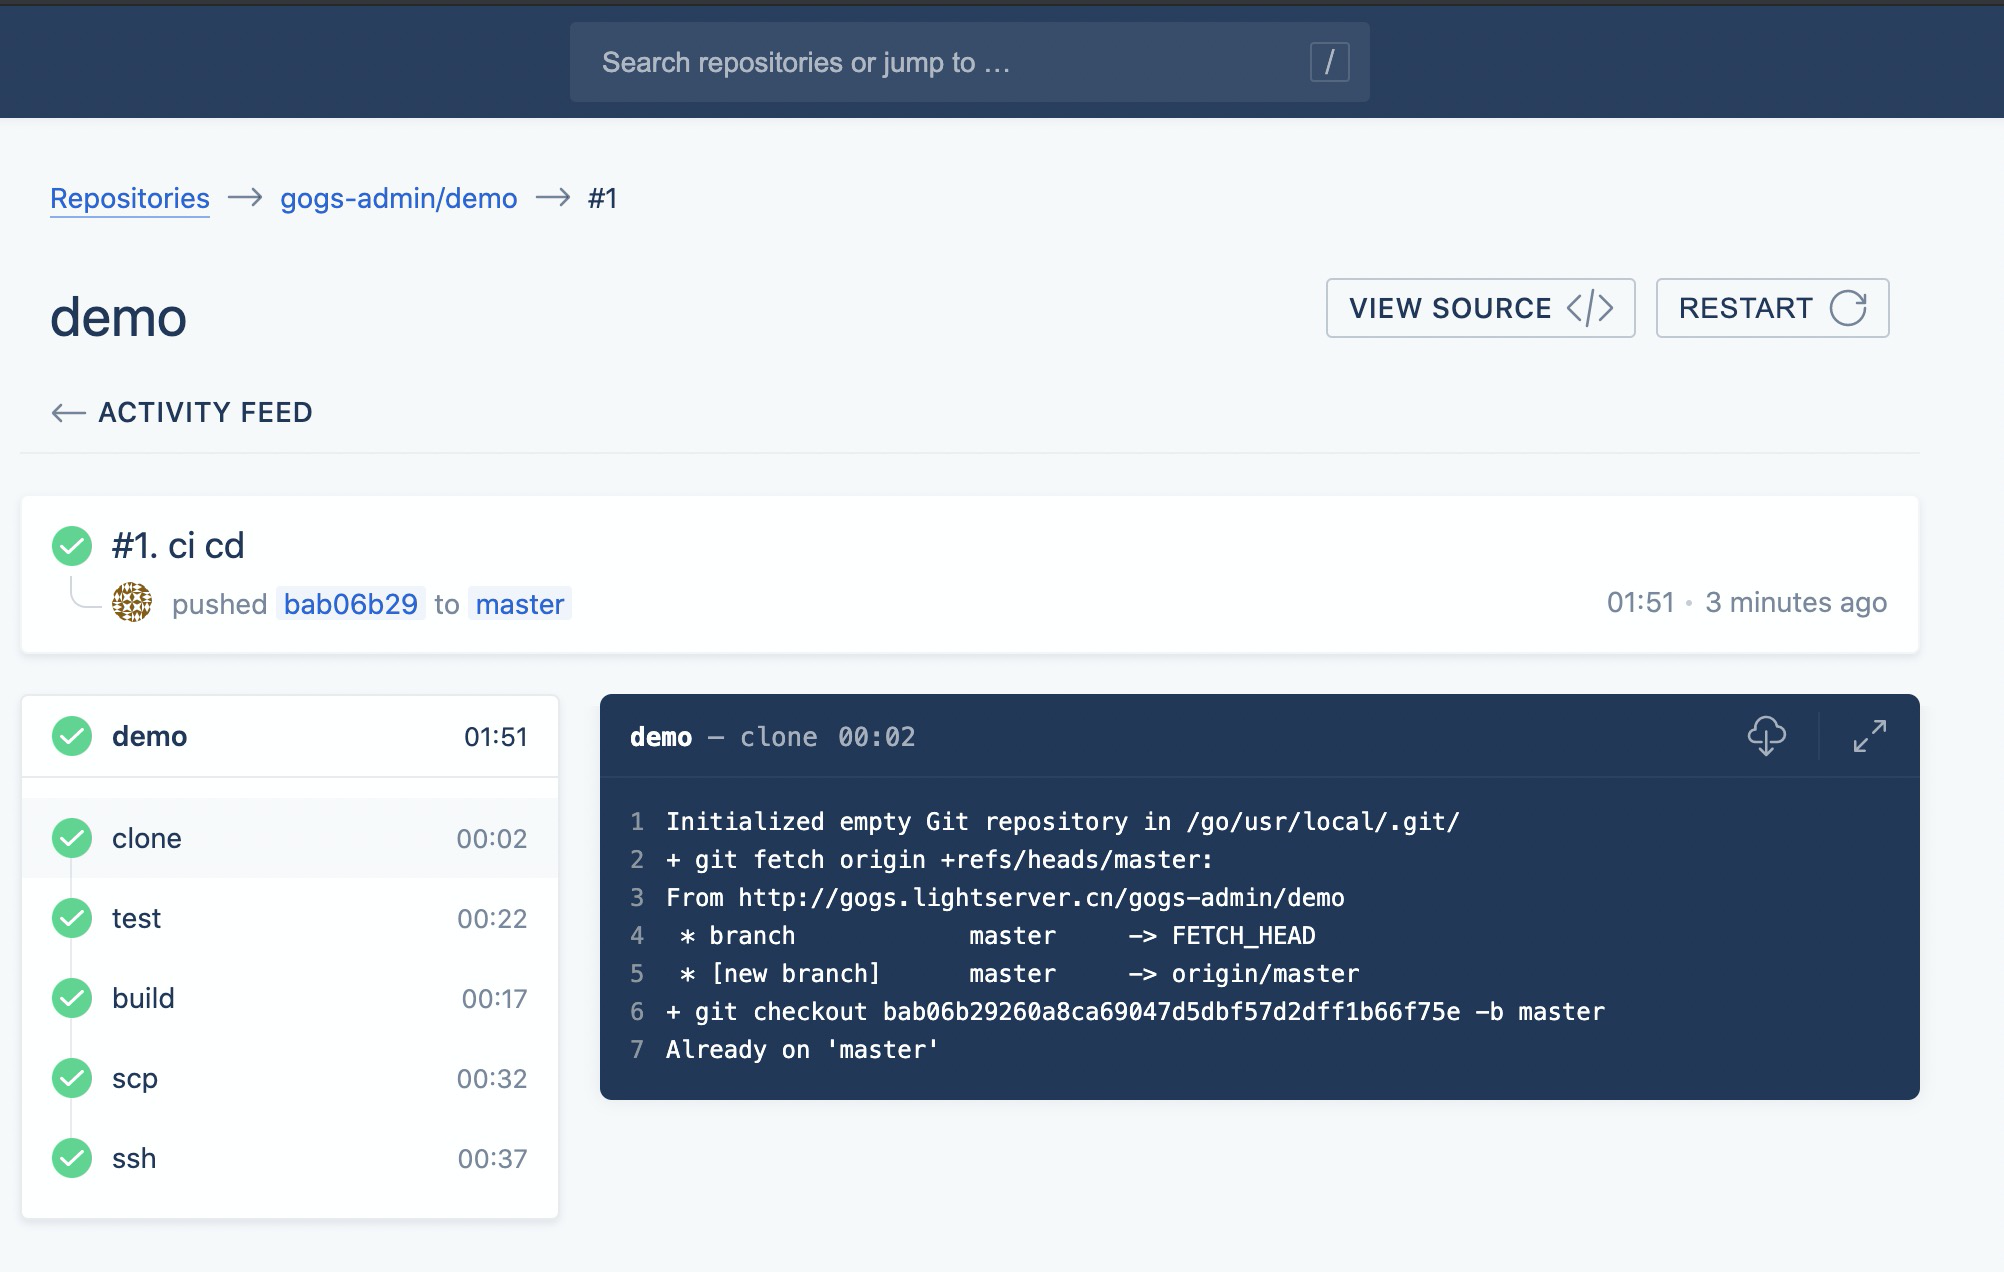 Search repositories or jump to …
/
Repositories → gogs-admin/demo → #1
demo
VIEW SOURCE </>
RESTART
← ACTIVITY FEED
#1. ci cd
pushed bab06b29 to master
01:51 • 3 minutes ago
demo 01:51
clone 00:02
test 00:22
build 00:17
scp 00:32
ssh 00:37
demo — clone 00:02
1 Initialized empty Git repository in /go/usr/local/.git/
2 + git fetch origin +refs/heads/master:
3 From http://gogs.lightserver.cn/gogs-admin/demo
4  * branch            master     -> FETCH_HEAD
5  * [new branch]      master     -> origin/master
6 + git checkout bab06b29260a8ca69047d5dbf57d2dff1b66f75e -b master
7 Already on 'master'